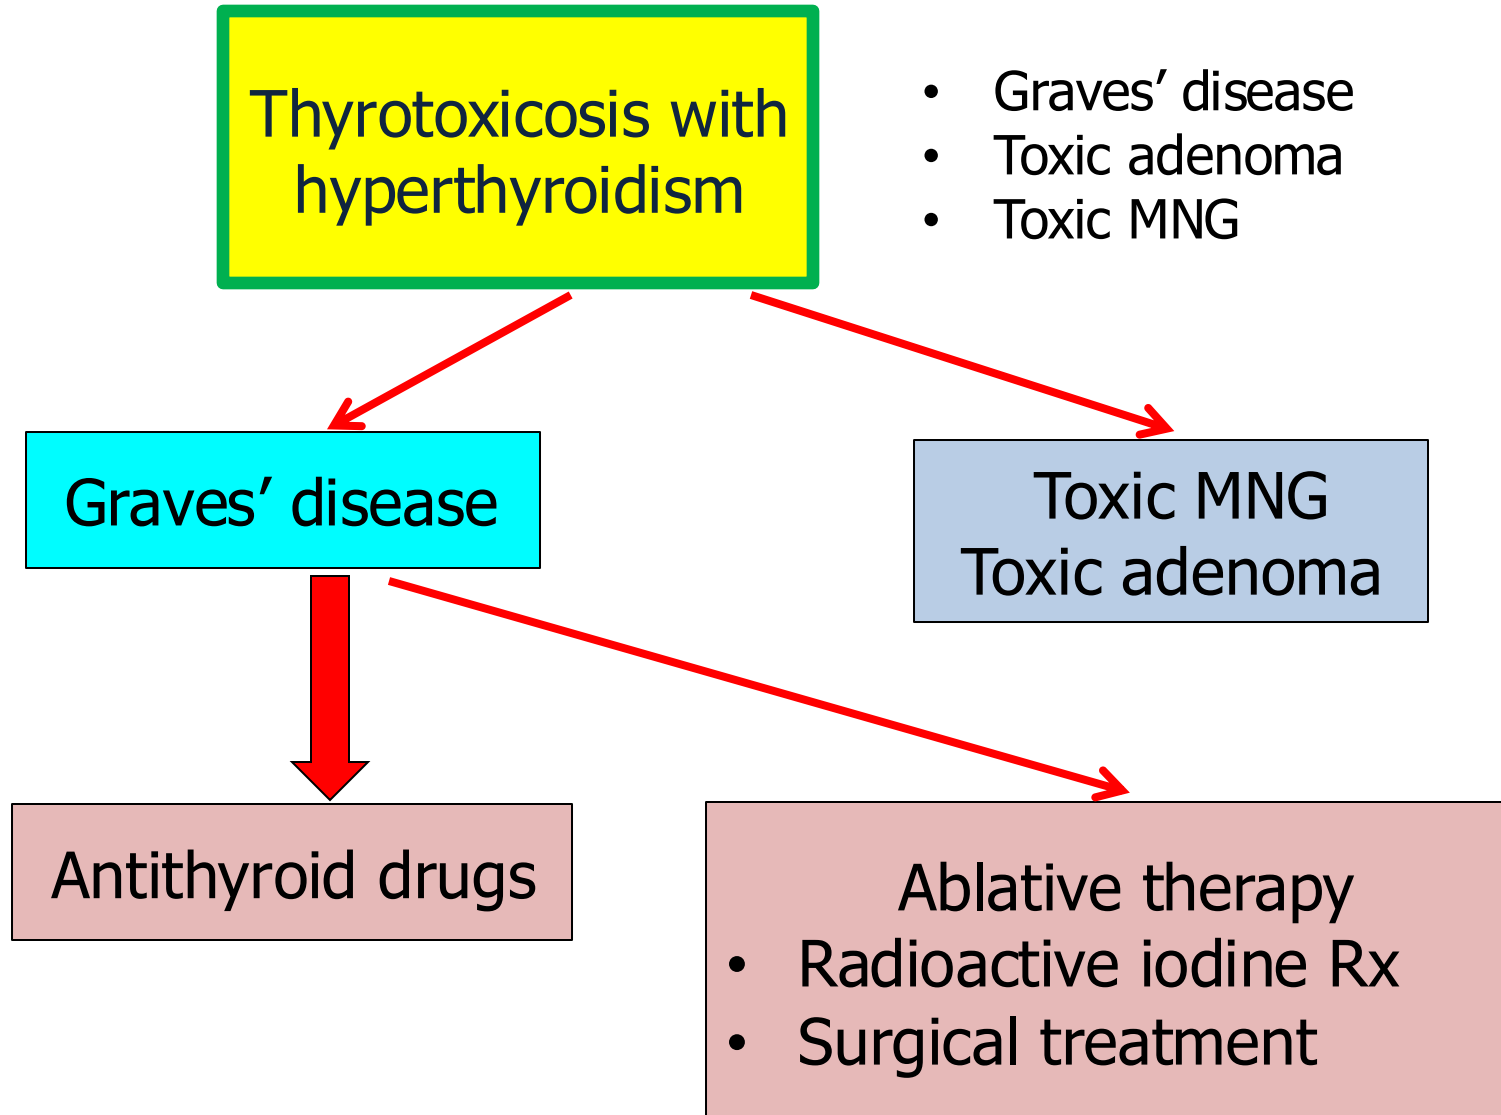 Thyrotoxicosis with
hyperthyroidism
• Graves’ disease
• Toxic adenoma
• Toxic MNG
Graves’ disease
Toxic MNG
Toxic adenoma
Antithyroid drugs
Ablative therapy
• Radioactive iodine Rx
• Surgical treatment